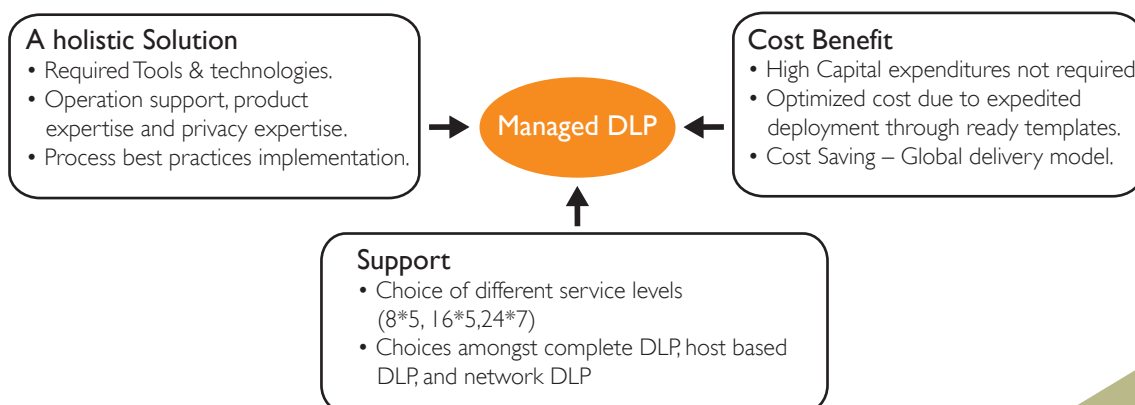 A holistic Solution
• Required Tools & technologies.
• Operation support, product
expertise and privacy expertise.
• Process best practices implementation.
Managed DLP
Cost Benefit
• High Capital expenditures not required
• Optimized cost due to expedited
deployment through ready templates.
• Cost Saving – Global delivery model.
Support
• Choice of different service levels
(8*5, 16*5,24*7)
• Choices amongst complete DLP, host based
DLP, and network DLP